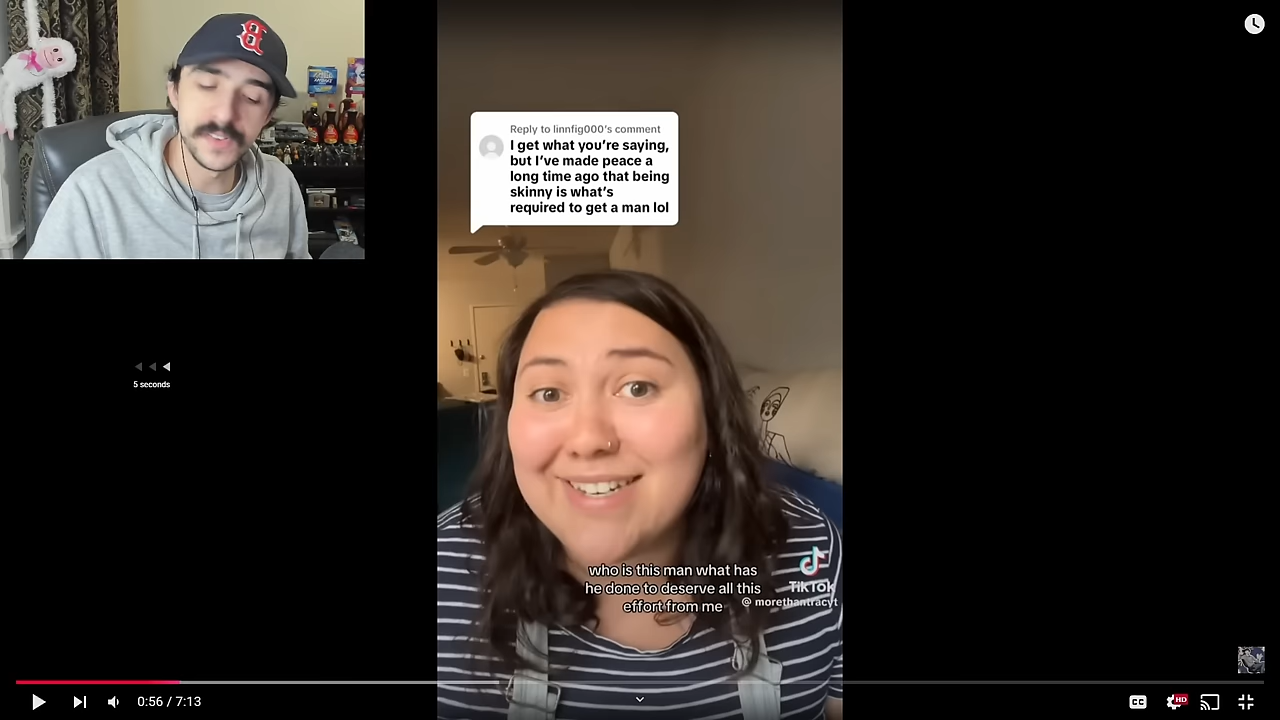 Reply to linnfig000's comment
I get what you're saying,
but I've made peace a
long time ago that being
skinny is what's
required to get a man lol
5 seconds
who is this man what has
he done to deserve all this
effort from me
TikTok
@ morethantracyt
0:56 / 7:13
CC
HD